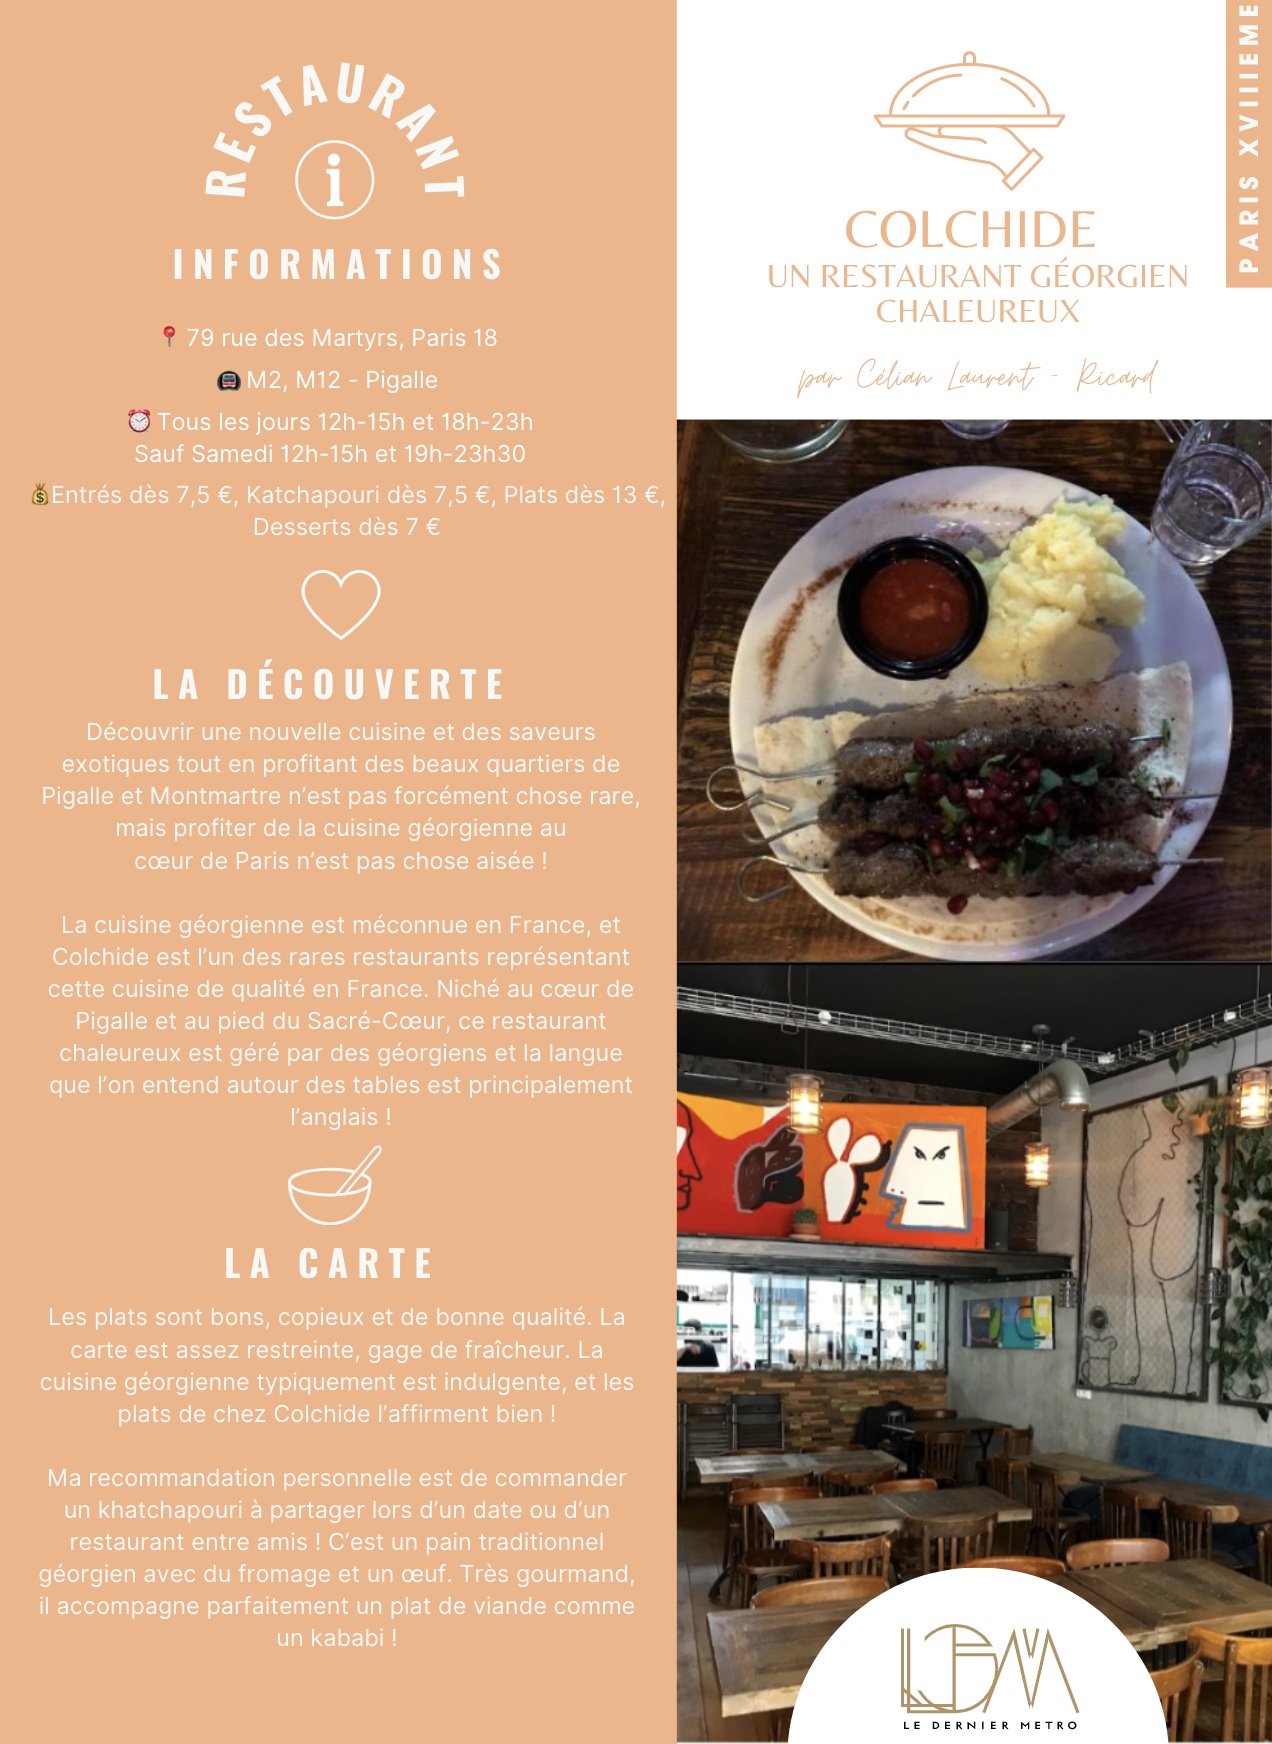 RESTAURANT
i
INFORMATIONS
79 rue des Martyrs, Paris 18
M2, M12 - Pigalle
Tous les jours 12h-15h et 18h-23h
Sauf Samedi 12h-15h et 19h-23h30
Entrés dès 7,5 €, Katchapouri dès 7,5 €, Plats dès 13 €,
Desserts dès 7 €
LA DÉCOUVERTE
Découvrir une nouvelle cuisine et des saveurs
exotiques tout en profitant des beaux quartiers de
Pigalle et Montmartre n’est pas forcément chose rare,
mais profiter de la cuisine géorgienne au
cœur de Paris n’est pas chose aisée !
La cuisine géorgienne est méconnue en France, et
Colchide est l’un des rares restaurants représentant
cette cuisine de qualité en France. Niché au cœur de
Pigalle et au pied du Sacré-Cœur, ce restaurant
chaleureux est géré par des géorgiens et la langue
que l’on entend autour des tables est principalement
l’anglais !
LA CARTE
Les plats sont bons, copieux et de bonne qualité. La
carte est assez restreinte, gage de fraîcheur. La
cuisine géorgienne typiquement est indulgente, et les
plats de chez Colchide l’affirment bien !
Ma recommandation personnelle est de commander
un khatchapouri à partager lors d’un date ou d’un
restaurant entre amis ! C’est un pain traditionnel
géorgien avec du fromage et un œuf. Très gourmand,
il accompagne parfaitement un plat de viande comme
un kababi !
COLCHIDE
UN RESTAURANT GÉORGIEN
CHALEUREUX
par Célian Laurent - Ricard
PARIS XVIIIEME
LDM
LE DERNIER METRO